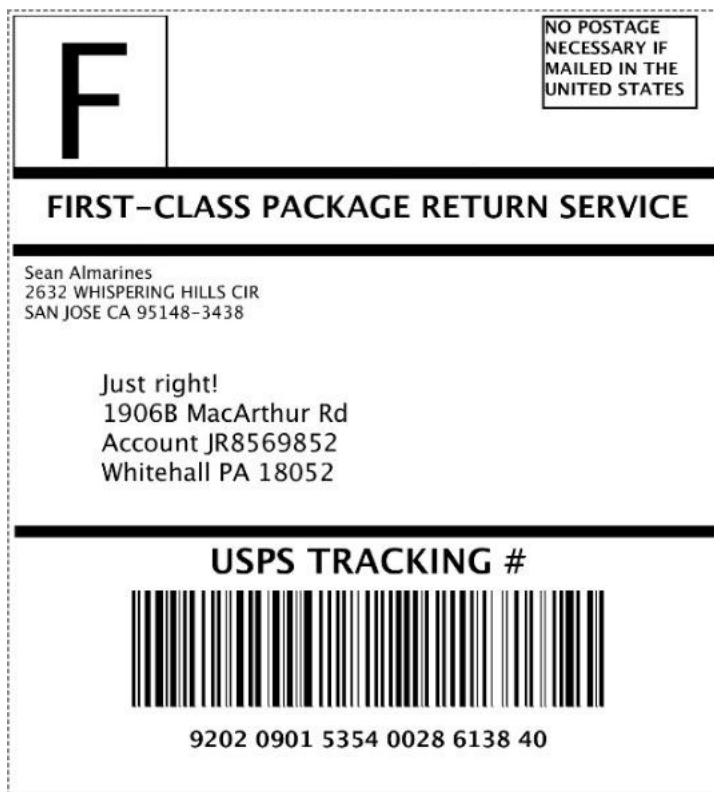 F
NO POSTAGE
NECESSARY IF
MAILED IN THE
UNITED STATES
FIRST-CLASS PACKAGE RETURN SERVICE
Sean Almarines
2632 WHISPERING HILLS CIR
SAN JOSE CA 95148-3438
Just right!
1906B MacArthur Rd
Account JR8569852
Whitehall PA 18052
USPS TRACKING #
9202 0901 5354 0028 6138 40